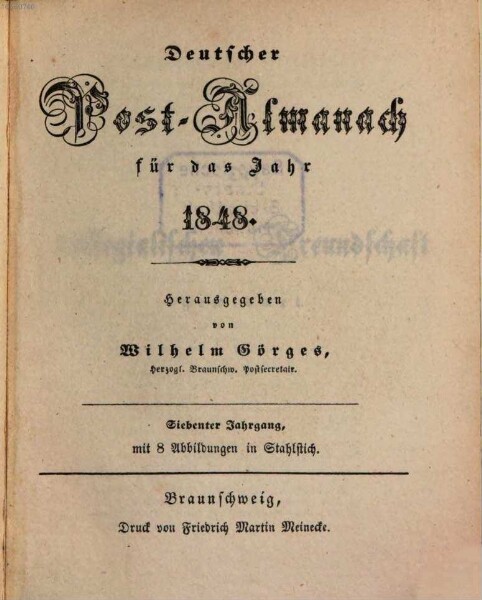 Deutscher
Post-Almanach
für das Jahr
1848.
Herausgegeben
von
Wilhelm Görges,
Herzogl. Braunschw. Postsecretair.
Siebenter Jahrgang,
mit 8 Abbildungen in Stahlstich.
Braunschweig,
Druck von Friedrich Martin Meinecke.